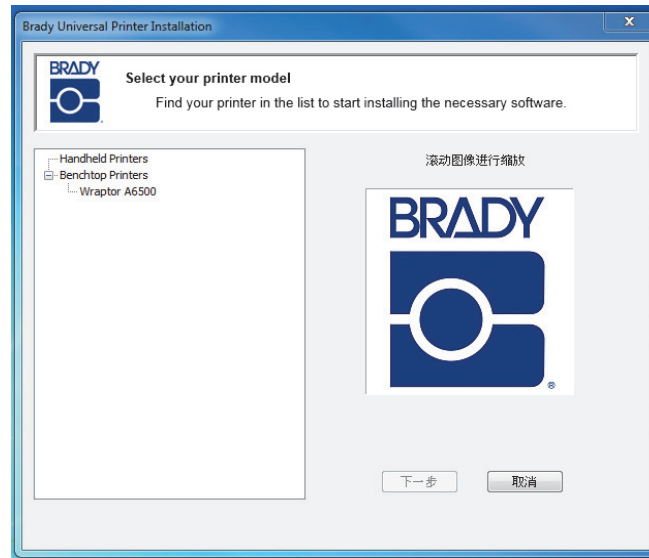 Brady Universal Printer Installation
BRADY
Select your printer model
Find your printer in the list to start installing the necessary software.
Handheld Printers
Benchtop Printers
Wraptor A6500
滚动图像进行缩放
BRADY
®
下一步
取消